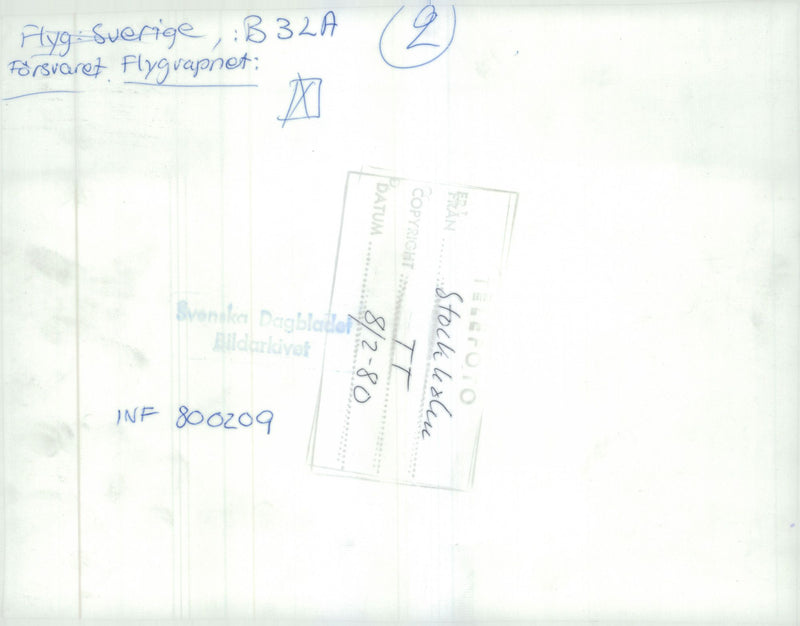 Flyg: Sverige, : B 32A
Försvaret. Flygvapnet:
2
X
TELEFOTO
FRÅN Stockholm
COPYRIGHT TT
DATUM 8/2-80
Svenska Dagbladet
Bildarkivet
INF 800209